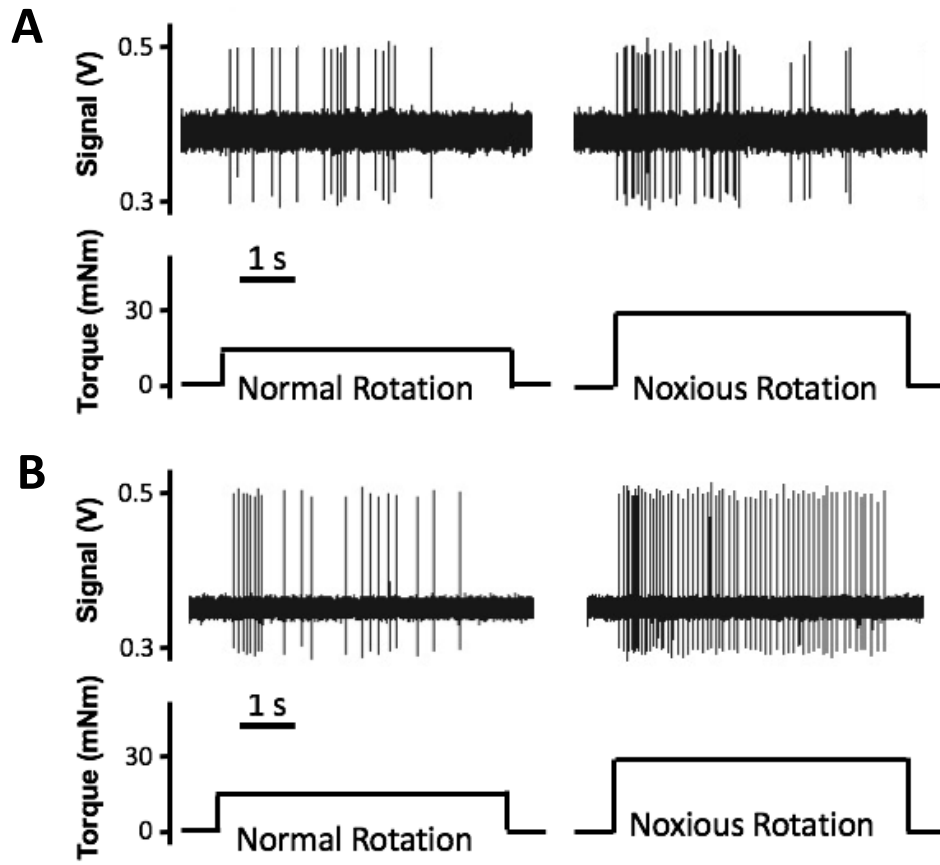 A
Signal (V)
0.5
0.3
Torque (mNm)
30
0
1 s
Normal Rotation
Noxious Rotation
B
Signal (V)
0.5
0.3
Torque (mNm)
30
0
1 s
Normal Rotation
Noxious Rotation